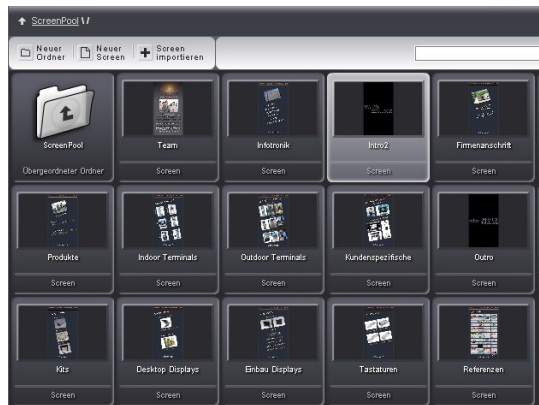 ScreenPool \/
Neuer Ordner
Neuer Screen
Screen importieren
ScreenPool
Übergeordneter Ordner
Team
Screen
Infotronik
Screen
Intro2
Screen
Firmenanschrift
Screen
Produkte
Screen
Indoor Terminals
Screen
Outdoor Terminals
Screen
Kundenspezifische
Screen
Outro
Screen
Kits
Screen
Desktop Displays
Screen
Einbau Displays
Screen
Tastaturen
Screen
Referenzen
Screen